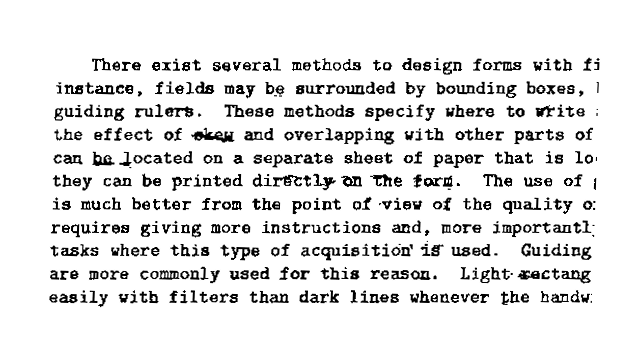 There exist several methods to design forms with fi
instance, fields may be surrounded by bounding boxes,
guiding rulers. These methods specify where to write
the effect of skew and overlapping with other parts of
can be located on a separate sheet of paper that is lo
they can be printed directly on the form. The use of
is much better from the point of view of the quality o
requires giving more instructions and, more importantl
tasks where this type of acquisition is used. Guiding
are more commonly used for this reason. Light rectang
easily with filters than dark lines whenever the handw